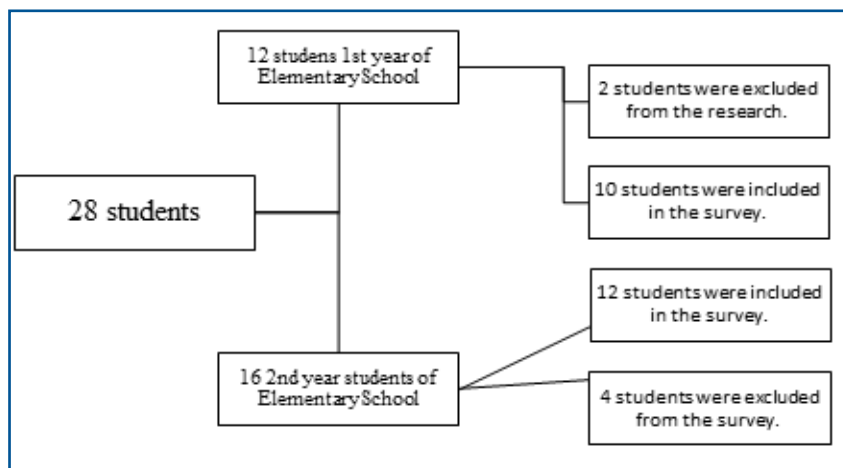 12 studens 1st year of
Elementary School
2 students were excluded
from the research.
28 students
10 students were included
in the survey.
12 students were included
in the survey.
16 2nd year students of
Elementary School
4 students were excluded
from the survey.